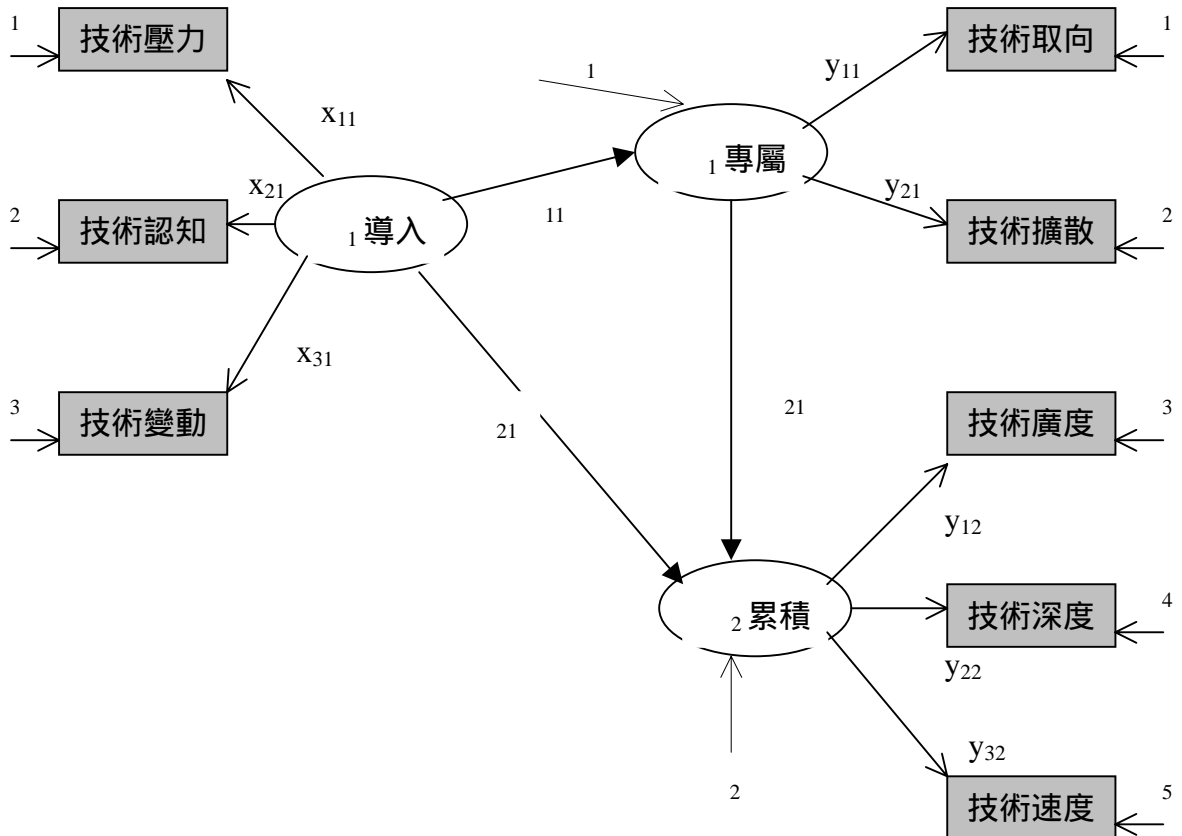 1
技術壓力
技術取向
1
1
y11
x11
1 專屬
x21
y21
2
技術認知
1 導入
11
技術擴散
2
x31
3
技術變動
21
21
技術廣度
3
y12
2 累積
技術深度
4
y22
y32
2
技術速度
5